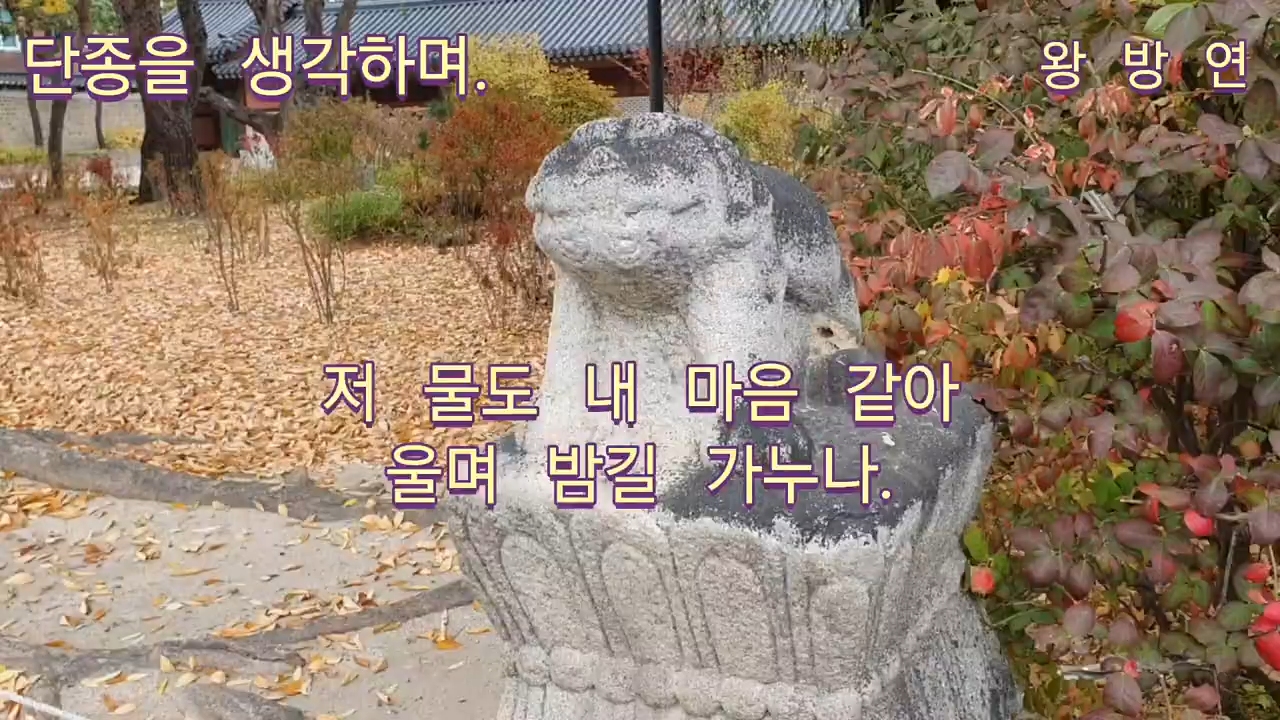 단종을 생각하며.
왕 방 연
저 물도 내 마음 같아
울며 밤길 가누나.